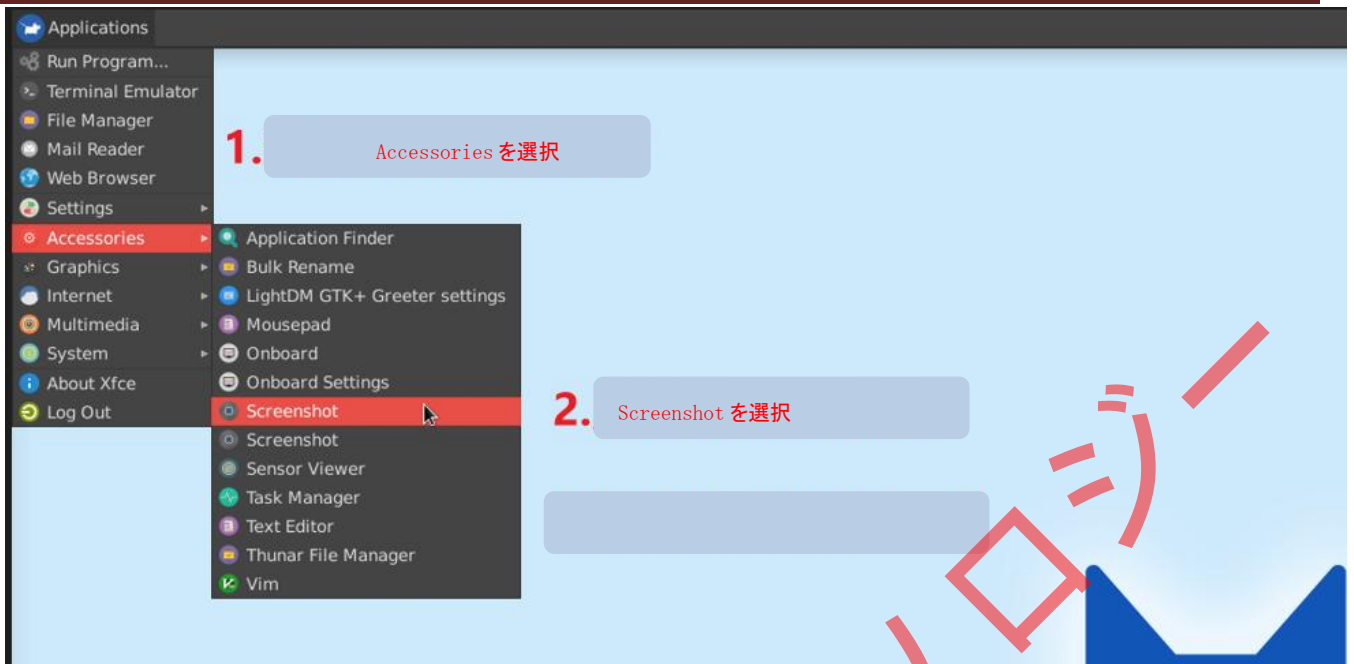 Applications
Run Program...
Terminal Emulator
File Manager
Mail Reader
Web Browser
Settings
Accessories
Graphics
Internet
Multimedia
System
About Xfce
Log Out
1. Accessoriesを選択
Application Finder
Bulk Rename
LightDM GTK+ Greeter settings
Mousepad
Onboard
Onboard Settings
Screenshot
Screenshot
Sensor Viewer
Task Manager
Text Editor
Thunar File Manager
Vim
2. Screenshotを選択
ロジー